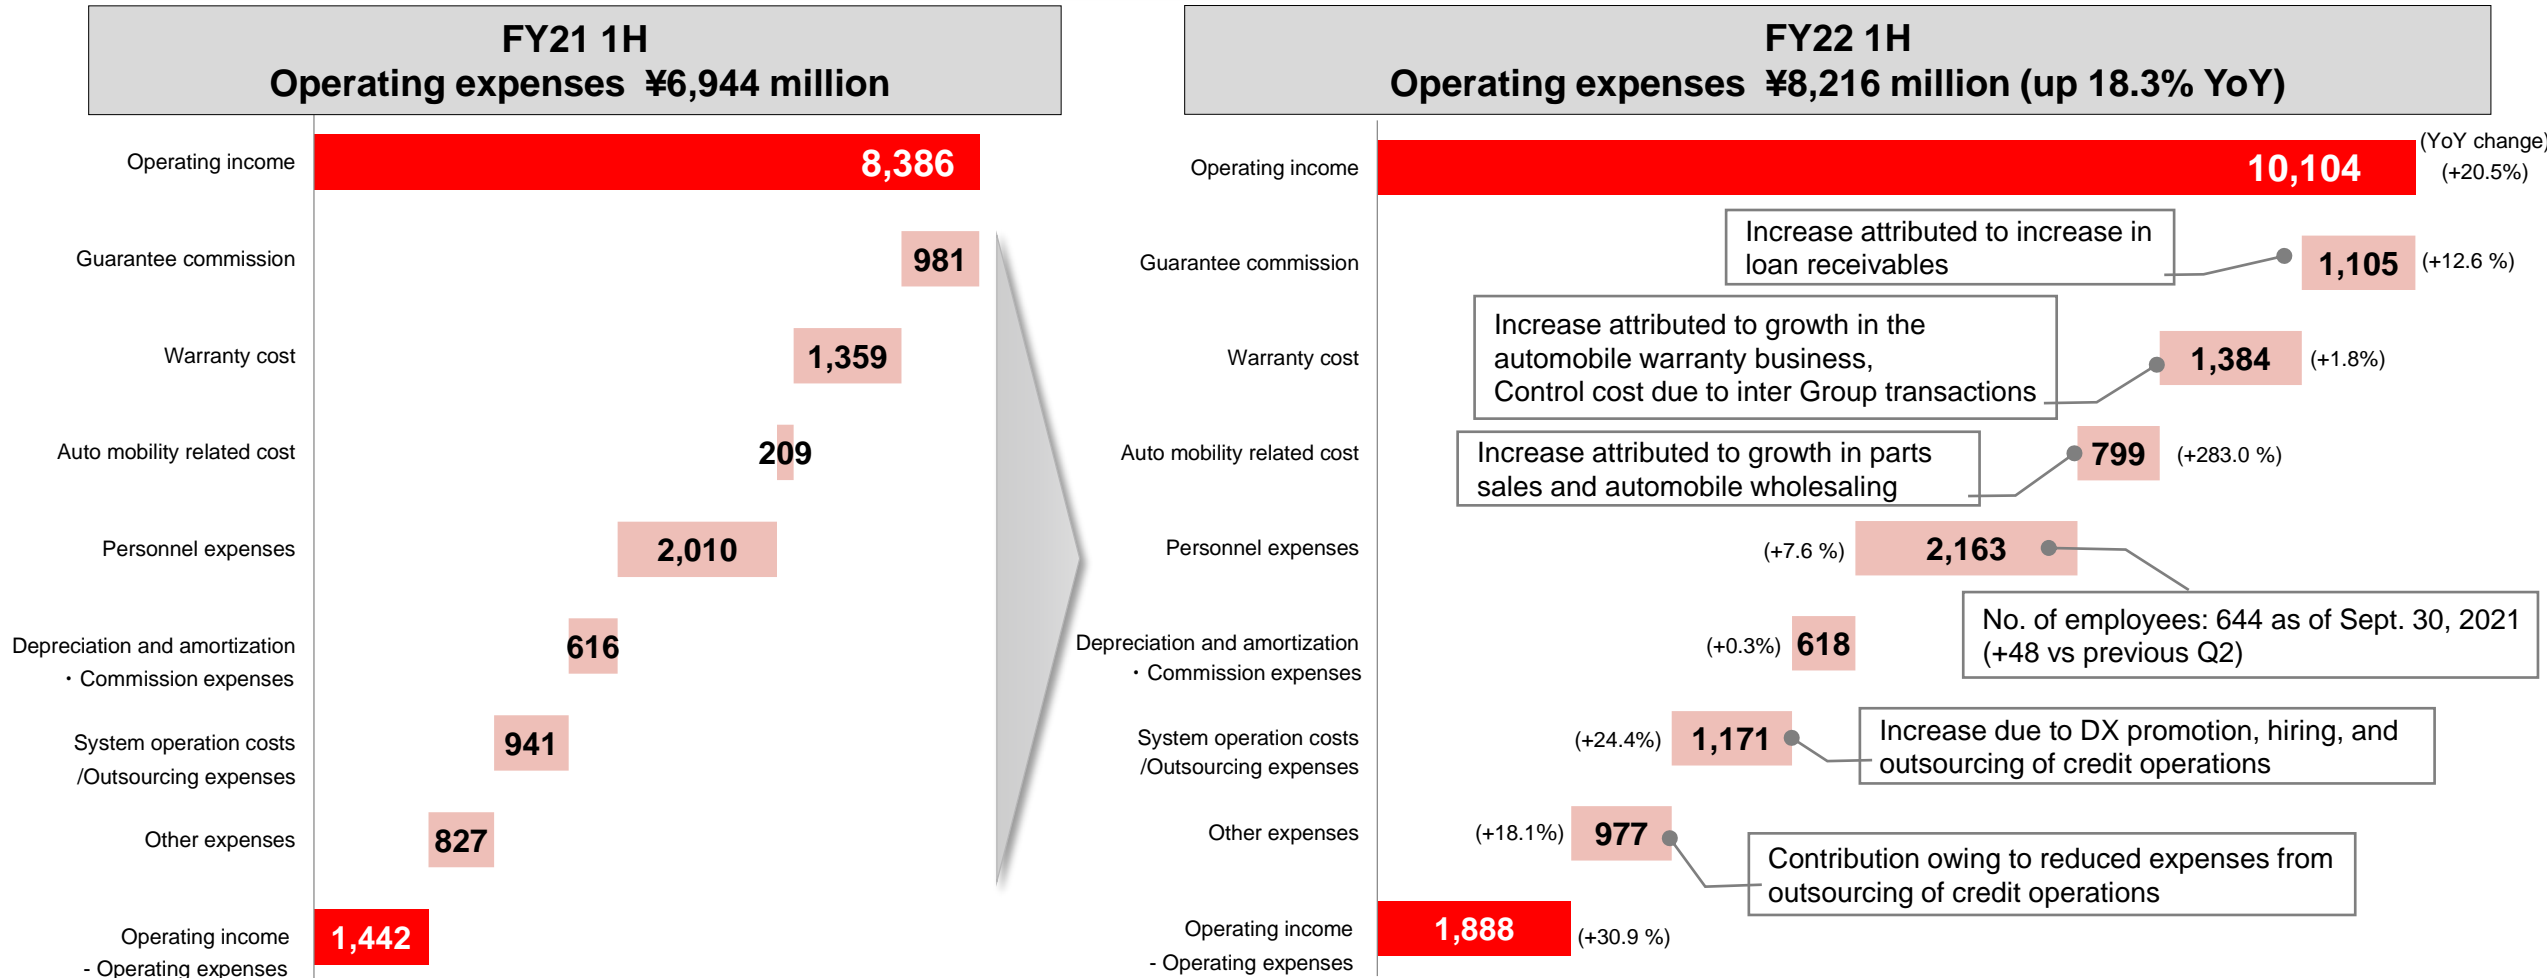 FY21 1H
Operating expenses ¥6,944 million
Operating income
8,386
Guarantee commission
981
Warranty cost
1,359
Auto mobility related cost
209
Personnel expenses
2,010
Depreciation and amortization
・Commission expenses
616
System operation costs
/Outsourcing expenses
941
Other expenses
827
Operating income
- Operating expenses
1,442
FY22 1H
Operating expenses ¥8,216 million (up 18.3% YoY)
(YoY change)
Operating income
10,104
(+20.5%)
Increase attributed to increase in
loan receivables
Guarantee commission
1,105
(+12.6 %)
Increase attributed to growth in the
automobile warranty business,
Control cost due to inter Group transactions
Warranty cost
1,384
(+1.8%)
Auto mobility related cost
Increase attributed to growth in parts
sales and automobile wholesaling
799
(+283.0 %)
Personnel expenses
(+7.6 %)
2,163
No. of employees: 644 as of Sept. 30, 2021
(+48 vs previous Q2)
Depreciation and amortization
・Commission expenses
(+0.3%)
618
System operation costs
/Outsourcing expenses
(+24.4%)
1,171
Increase due to DX promotion, hiring, and
outsourcing of credit operations
Other expenses
(+18.1%)
977
Contribution owing to reduced expenses from
outsourcing of credit operations
Operating income
- Operating expenses
1,888
(+30.9 %)